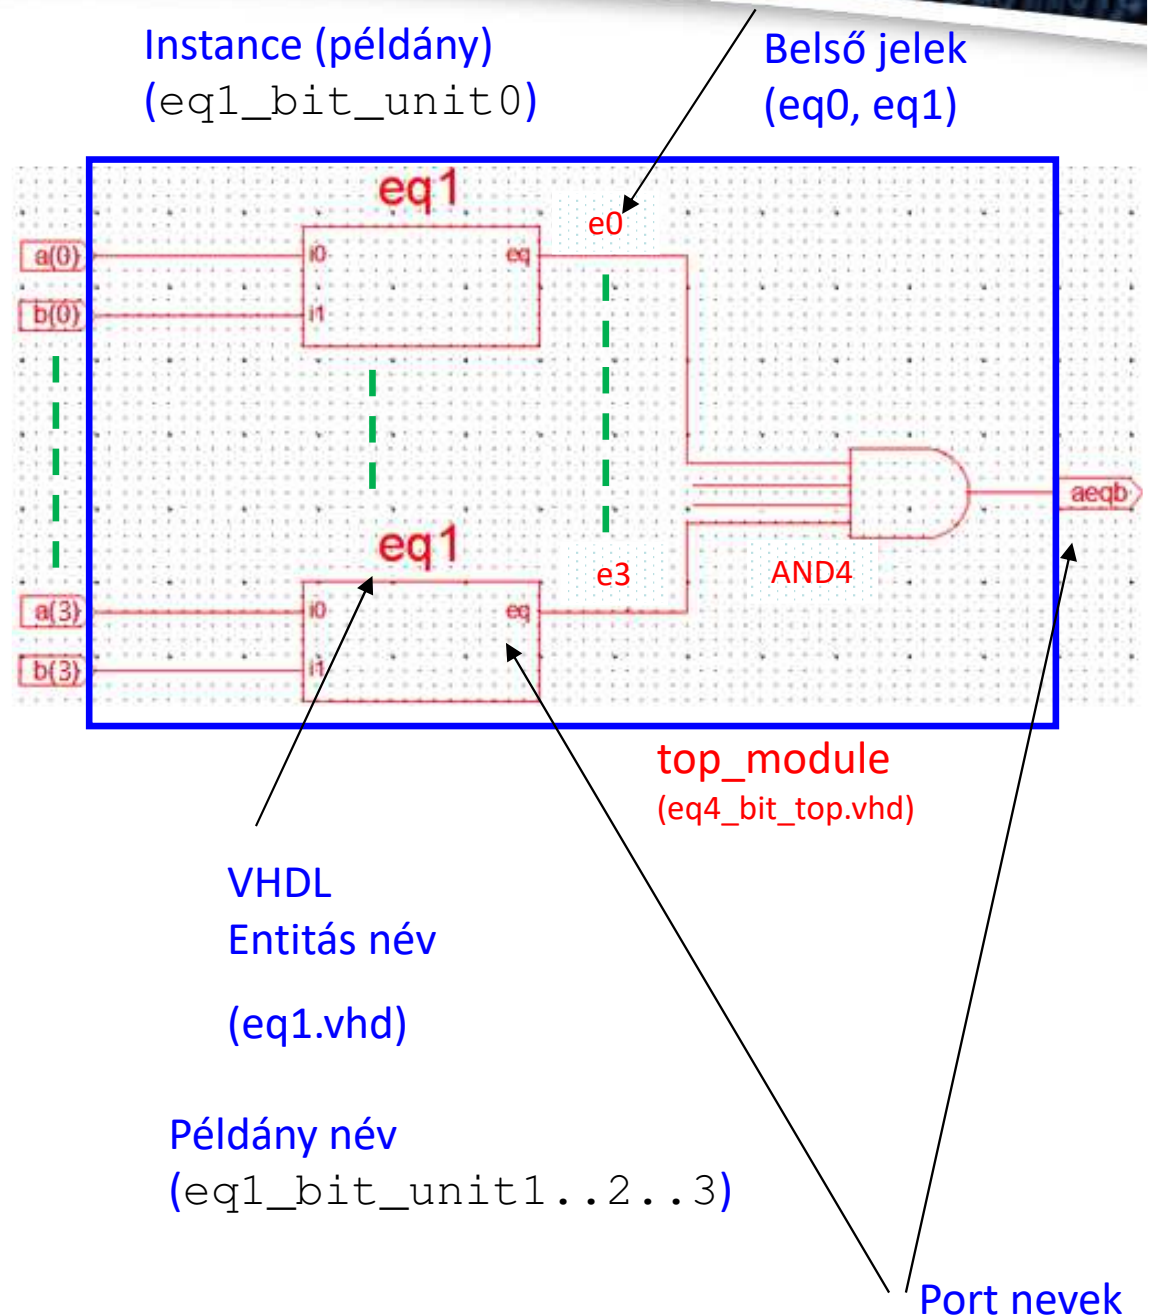 Instance (példány)
(eq1_bit_unit0)
Belső jelek
(eq0, eq1)
eq1
e0
a(0)
i0
eq
b(0)
i1
aeqb
eq1
e3
AND4
a(3)
i0
eq
b(3)
i1
top_module
(eq4_bit_top.vhd)
VHDL
Entitás név
(eq1.vhd)
Példány név
(eq1_bit_unit1..2..3)
Port nevek